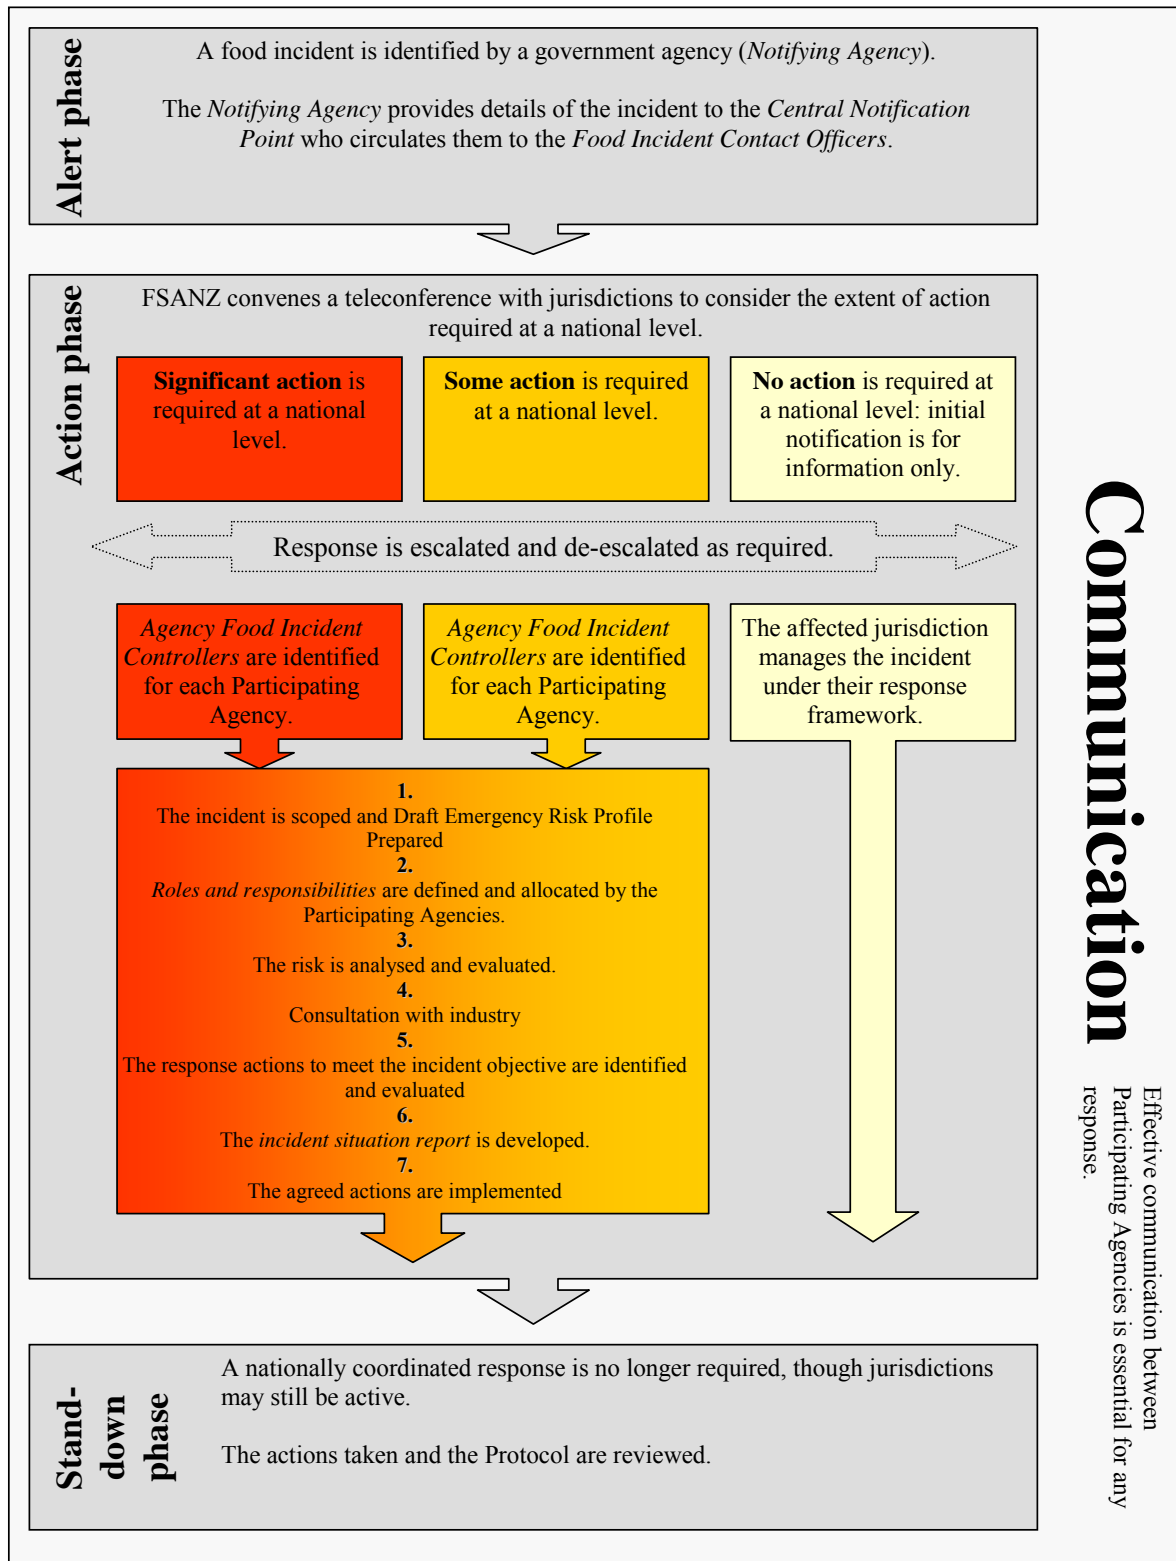 Alert phase
A food incident is identified by a government agency (Notifying Agency).
The Notifying Agency provides details of the incident to the Central Notification
Point who circulates them to the Food Incident Contact Officers.
Action phase
FSANZ convenes a teleconference with jurisdictions to consider the extent of action
required at a national level.
Significant action is
required at a national
level.
Some action is required
at a national level.
No action is required at
a national level: initial
notification is for
information only.
Response is escalated and de-escalated as required.
Agency Food Incident
Controllers are identified
for each Participating
Agency.
Agency Food Incident
Controllers are identified
for each Participating
Agency.
The affected jurisdiction
manages the incident
under their response
framework.
1.
The incident is scoped and Draft Emergency Risk Profile
Prepared
2.
Roles and responsibilities are defined and allocated by the
Participating Agencies.
3.
The risk is analysed and evaluated.
4.
Consultation with industry
5.
The response actions to meet the incident objective are identified
and evaluated
6.
The incident situation report is developed.
7.
The agreed actions are implemented
Stand-
down
phase
A nationally coordinated response is no longer required, though jurisdictions
may still be active.
The actions taken and the Protocol are reviewed.
Communication
Effective communication between
Participating Agencies is essential for any
response.